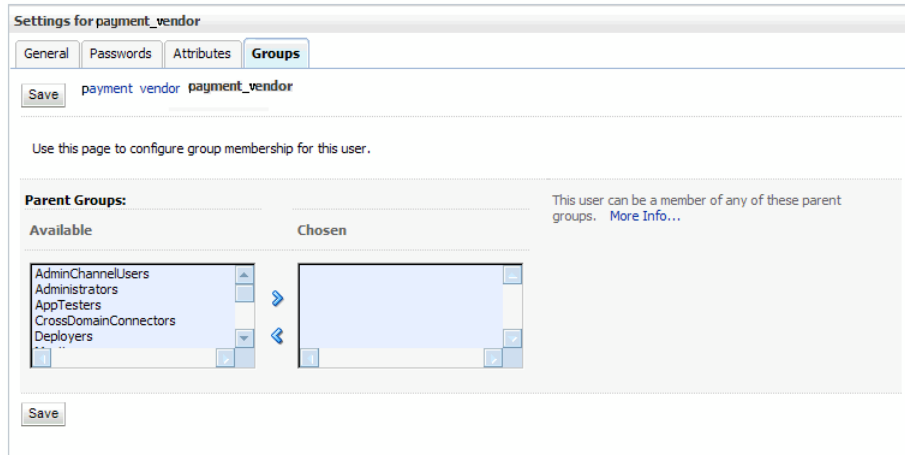 Settings for payment_vendor
General Passwords Attributes Groups
Save payment vendor payment_vendor
Use this page to configure group membership for this user.
Parent Groups:
This user can be a member of any of these parent
groups. More Info...
Available Chosen
AdminChannelUsers
Administrators
AppTesters
CrossDomainConnectors
Deployers
Save